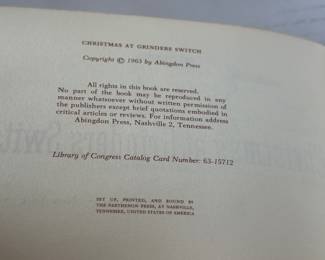 CHRISTMAS AT GRINDERS SWITCH
Copyright © 1963 by Abingdon Press
All rights in this book are reserved.
No part of the book may be reproduced in any
manner whatsoever without written permission of
the publishers except brief quotations embodied in
critical articles or reviews. For information address
Abingdon Press, Nashville 2, Tennessee.
Library of Congress Catalog Card Number: 63-15712
SET UP, PRINTED, AND BOUND BY
THE PARTHENON PRESS, AT NASHVILLE,
TENNESSEE, UNITED STATES OF AMERICA